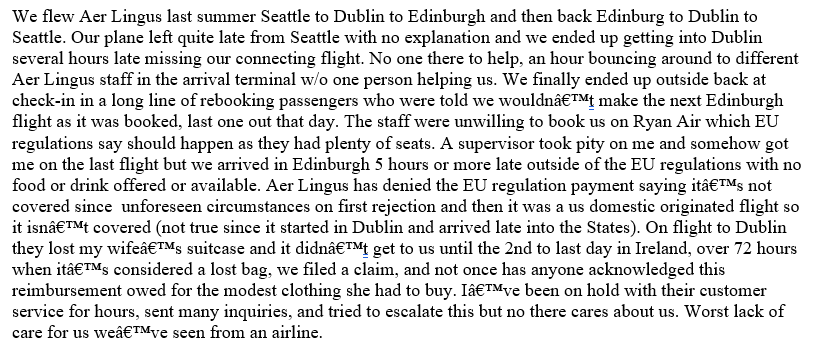 We flew Aer Lingus last summer Seattle to Dublin to Edinburgh and then back Edinburg to Dublin to
Seattle. Our plane left quite late from Seattle with no explanation and we ended up getting into Dublin
several hours late missing our connecting flight. No one there to help, an hour bouncing around to different
Aer Lingus staff in the arrival terminal w/o one person helping us. We finally ended up outside back at
check-in in a long line of rebooking passengers who were told we wouldnâ€™t make the next Edinburgh
flight as it was booked, last one out that day. The staff were unwilling to book us on Ryan Air which EU
regulations say should happen as they had plenty of seats. A supervisor took pity on me and somehow got
me on the last flight but we arrived in Edinburgh 5 hours or more late outside of the EU regulations with no
food or drink offered or available. Aer Lingus has denied the EU regulation payment saying itâ€™s not
covered since  unforeseen circumstances on first rejection and then it was a us domestic originated flight so
it isnâ€™t covered (not true since it started in Dublin and arrived late into the States). On flight to Dublin
they lost my wifeâ€™s suitcase and it didnâ€™t get to us until the 2nd to last day in Ireland, over 72 hours
when itâ€™s considered a lost bag, we filed a claim, and not once has anyone acknowledged this
reimbursement owed for the modest clothing she had to buy. Iâ€™ve been on hold with their customer
service for hours, sent many inquiries, and tried to escalate this but no there cares about us. Worst lack of
care for us weâ€™ve seen from an airline.